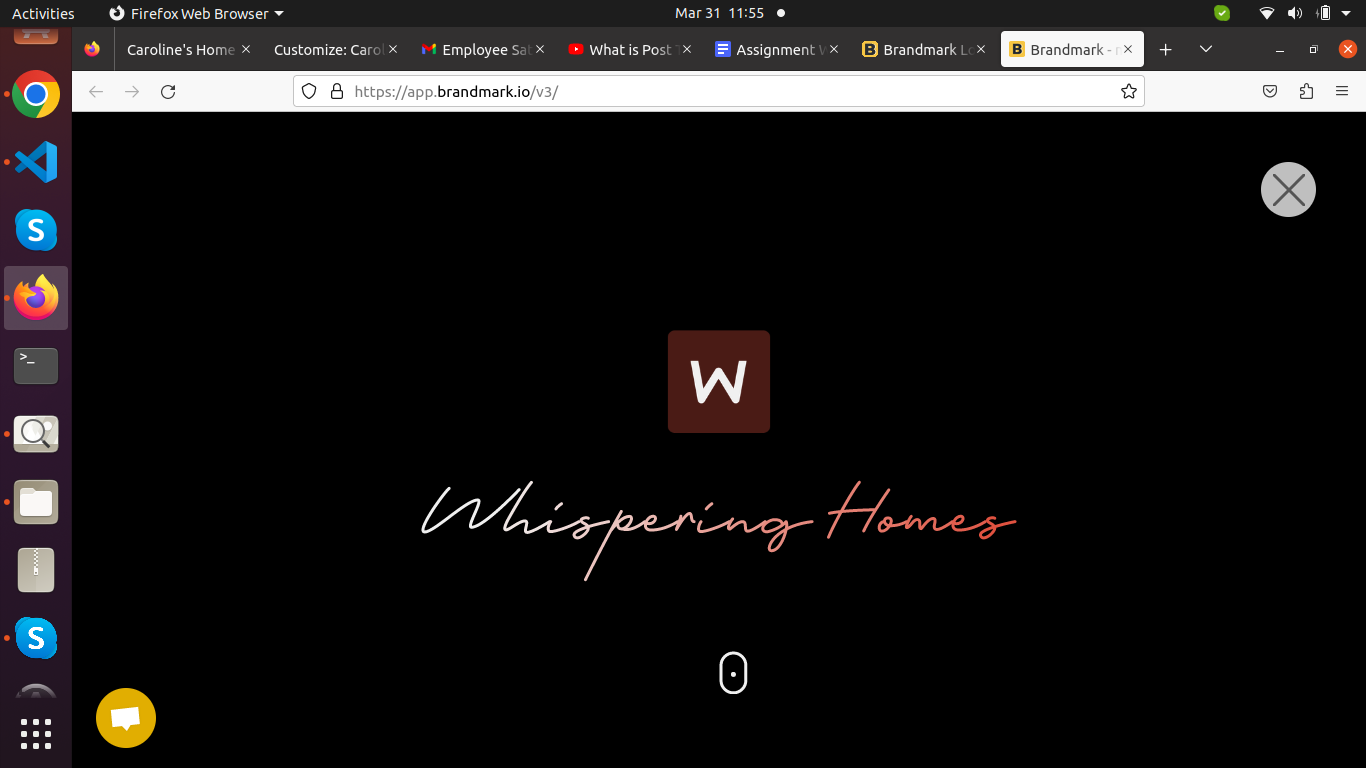 Activities
Firefox Web Browser
Mar 31 11:55
Caroline's Home
Customize: Carol
Employee Sat
What is Post T
Assignment W
Brandmark Lo
Brandmark - r
https://app.brandmark.io/v3/
W
Whispering Homes